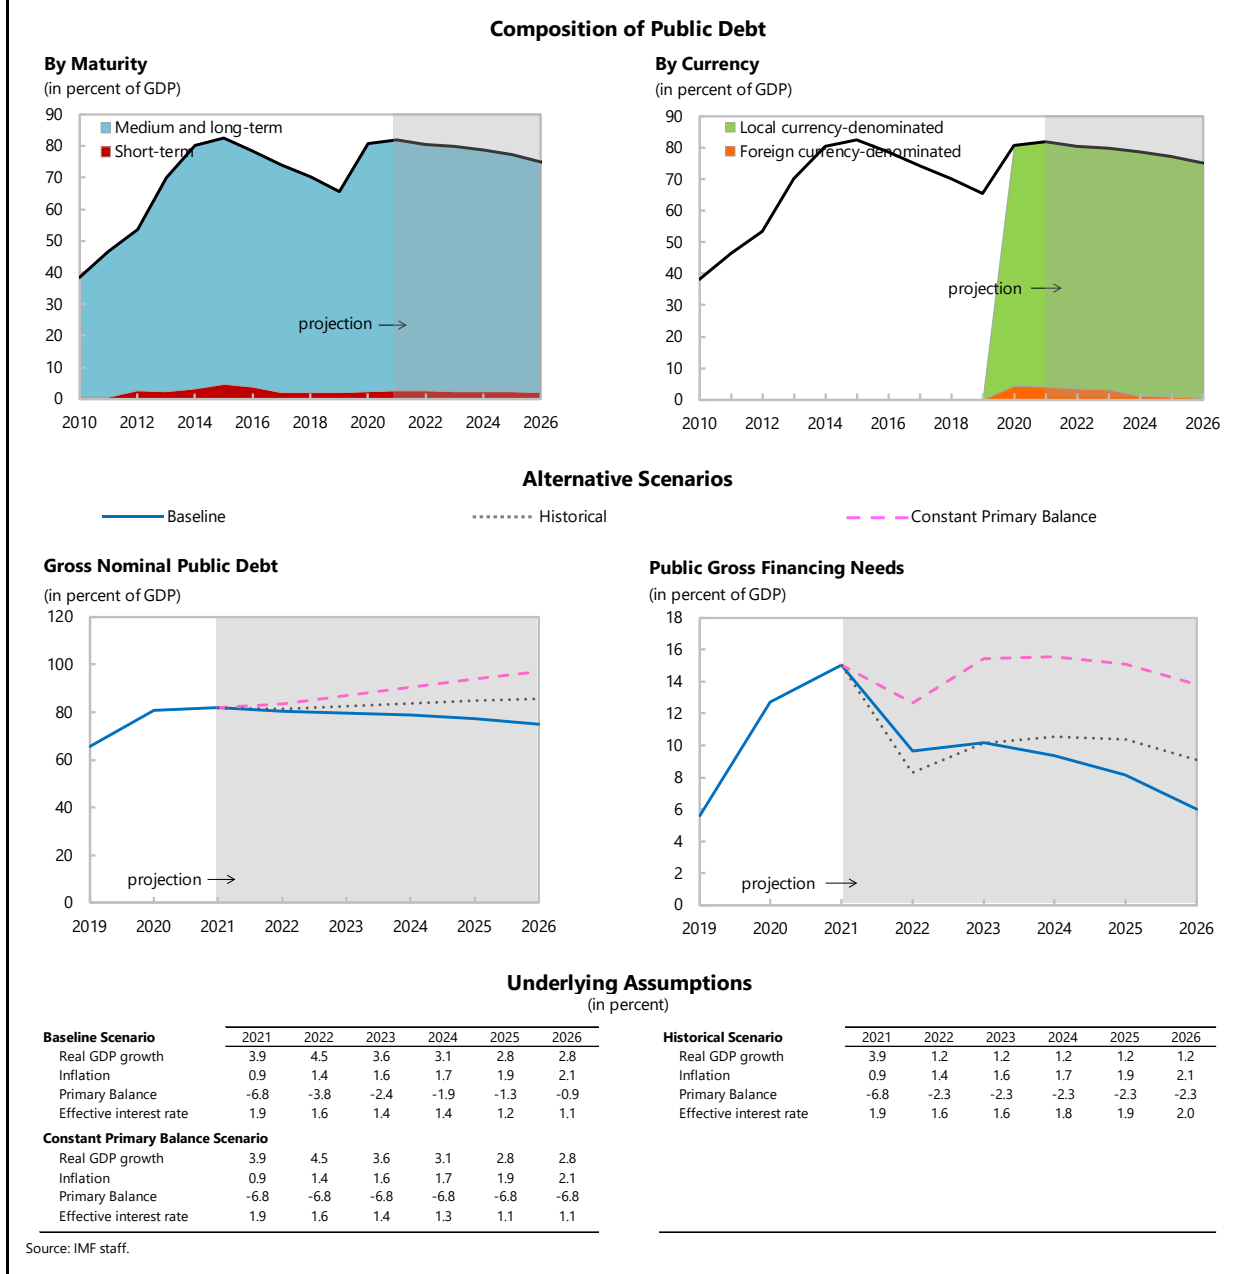 Composition of Public Debt
By Maturity
(in percent of GDP)
90
80
70
60
50
40
30
20
10
0
Medium and long-term
Short-term
projection
2010 2012 2014 2016 2018 2020 2022 2024 2026
By Currency
(in percent of GDP)
90
80
70
60
50
40
30
20
10
0
Local currency-denominated
Foreign currency-denominated
projection
2010 2012 2014 2016 2018 2020 2022 2024 2026
Alternative Scenarios
Baseline Historical Constant Primary Balance
Gross Nominal Public Debt
(in percent of GDP)
120
100
80
60
40
20
0
projection
2019 2020 2021 2022 2023 2024 2025 2026
Public Gross Financing Needs
(in percent of GDP)
18
16
14
12
10
8
6
4
2
0
projection
2019 2020 2021 2022 2023 2024 2025 2026
Underlying Assumptions
(in percent)
Baseline Scenario 2021 2022 2023 2024 2025 2026
Real GDP growth 3.9 4.5 3.6 3.1 2.8 2.8
Inflation 0.9 1.4 1.6 1.7 1.9 2.1
Primary Balance -6.8 -3.8 -2.4 -1.9 -1.3 -0.9
Effective interest rate 1.9 1.6 1.4 1.4 1.2 1.1
Constant Primary Balance Scenario
Real GDP growth 3.9 4.5 3.6 3.1 2.8 2.8
Inflation 0.9 1.4 1.6 1.7 1.9 2.1
Primary Balance -6.8 -6.8 -6.8 -6.8 -6.8 -6.8
Effective interest rate 1.9 1.6 1.4 1.3 1.1 1.1
Historical Scenario 2021 2022 2023 2024 2025 2026
Real GDP growth 3.9 1.2 1.2 1.2 1.2 1.2
Inflation 0.9 1.4 1.6 1.7 1.9 2.1
Primary Balance -6.8 -2.3 -2.3 -2.3 -2.3 -2.3
Effective interest rate 1.9 1.6 1.6 1.8 1.9 2.0
Source: IMF staff.